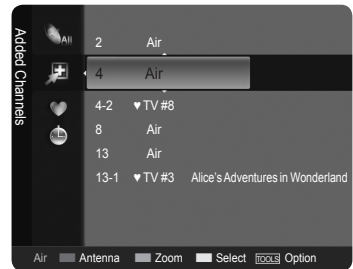 Added Channels
All
2 Air
4 Air
4-2 ♥ TV #8
8 Air
13 Air
13-1 ♥ TV #3 Alice's Adventures in Wonderland
Air Antenna Zoom Select TOOLS Option